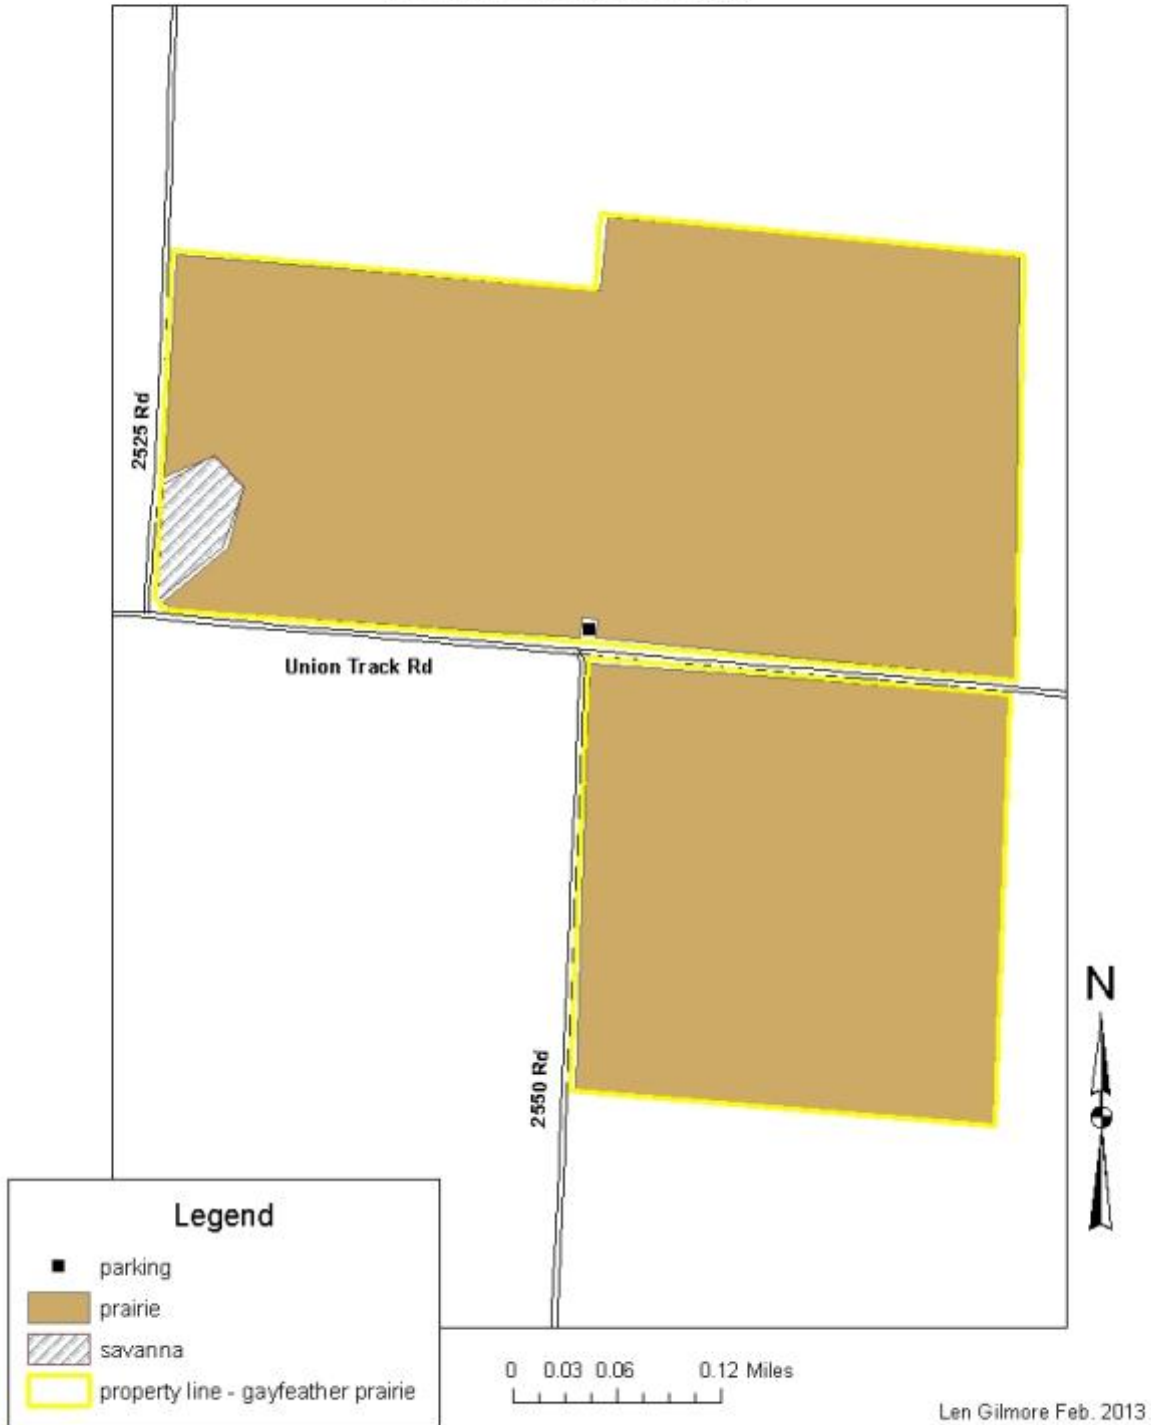 2525 Rd
Union Track Rd
2550 Rd
N
Legend
parking
prairie
savanna
property line - gayfeather prairie
0 0.03 0.06 0.12 Miles
Len Gilmore Feb. 2013